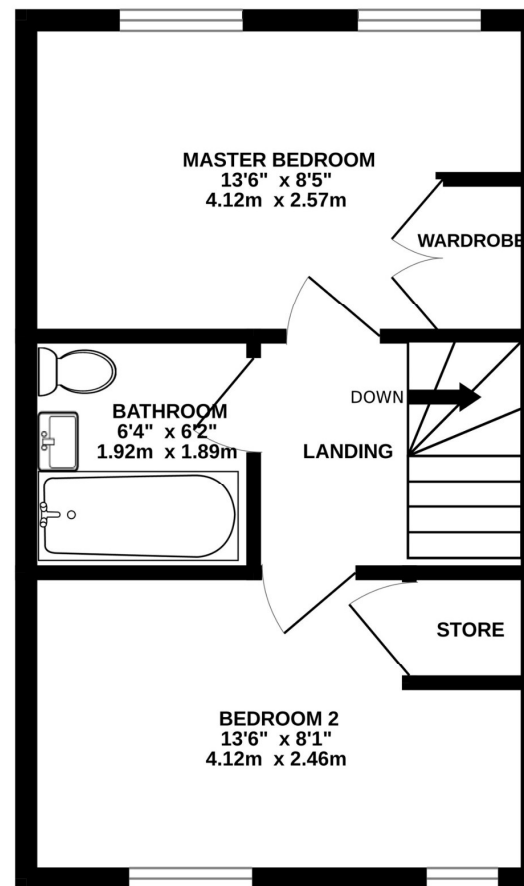 MASTER BEDROOM
13'6" x 8'5"
4.12m x 2.57m
WARDROBE
DOWN
BATHROOM
6'4" x 6'2"
1.92m x 1.89m
LANDING
STORE
BEDROOM 2
13'6" x 8'1"
4.12m x 2.46m